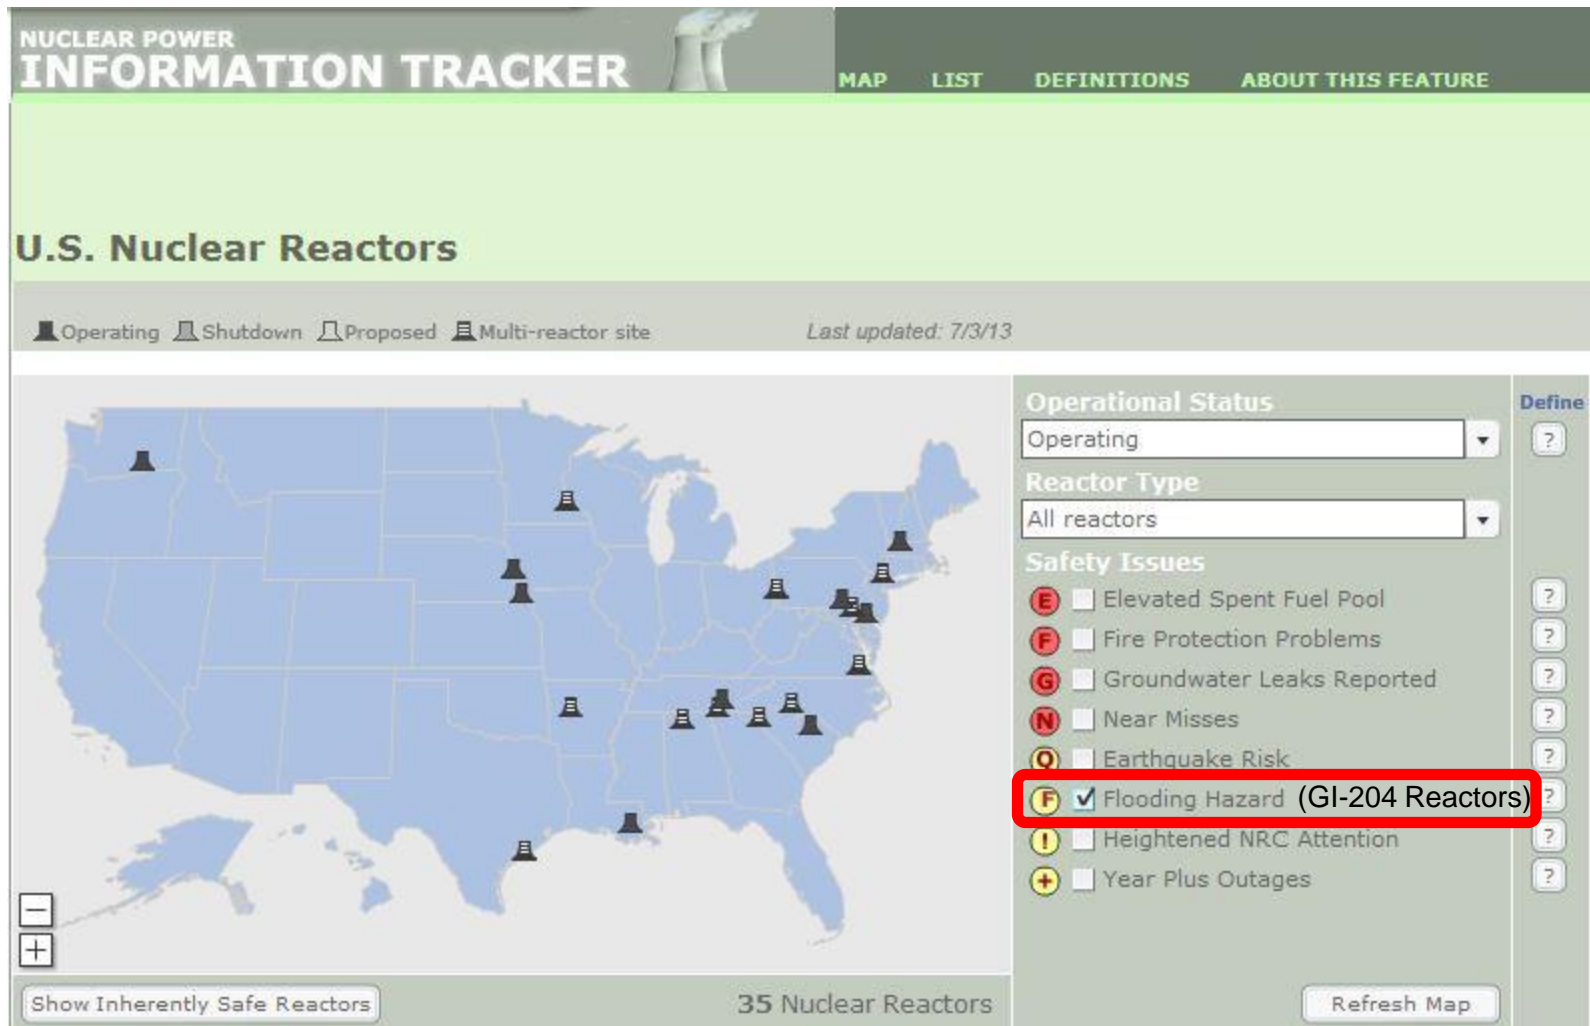 NUCLEAR POWER
INFORMATION TRACKER
MAP LIST DEFINITIONS ABOUT THIS FEATURE
U.S. Nuclear Reactors
Operating Shutdown Proposed Multi-reactor site Last updated: 7/3/13
Operational Status Define
Operating ?
Reactor Type
All reactors
Safety Issues
E Elevated Spent Fuel Pool ?
F Fire Protection Problems ?
G Groundwater Leaks Reported ?
N Near Misses ?
Q Earthquake Risk ?
F Flooding Hazard (GI-204 Reactors) ?
! Heightened NRC Attention ?
+ Year Plus Outages ?
−
+
Show Inherently Safe Reactors 35 Nuclear Reactors Refresh Map